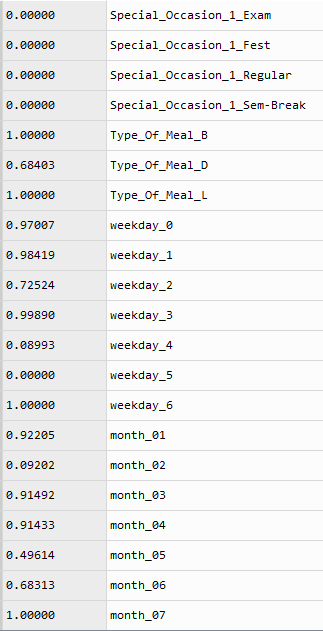 0.00000 Special_Occasion_1_Exam
0.00000 Special_Occasion_1_Fest
0.00000 Special_Occasion_1_Regular
0.00000 Special_Occasion_1_Sem-Break
1.00000 Type_Of_Meal_B
0.68403 Type_Of_Meal_D
1.00000 Type_Of_Meal_L
0.97007 weekday_0
0.98419 weekday_1
0.72524 weekday_2
0.99890 weekday_3
0.08993 weekday_4
0.00000 weekday_5
1.00000 weekday_6
0.92205 month_01
0.09202 month_02
0.91492 month_03
0.91433 month_04
0.49614 month_05
0.68313 month_06
1.00000 month_07